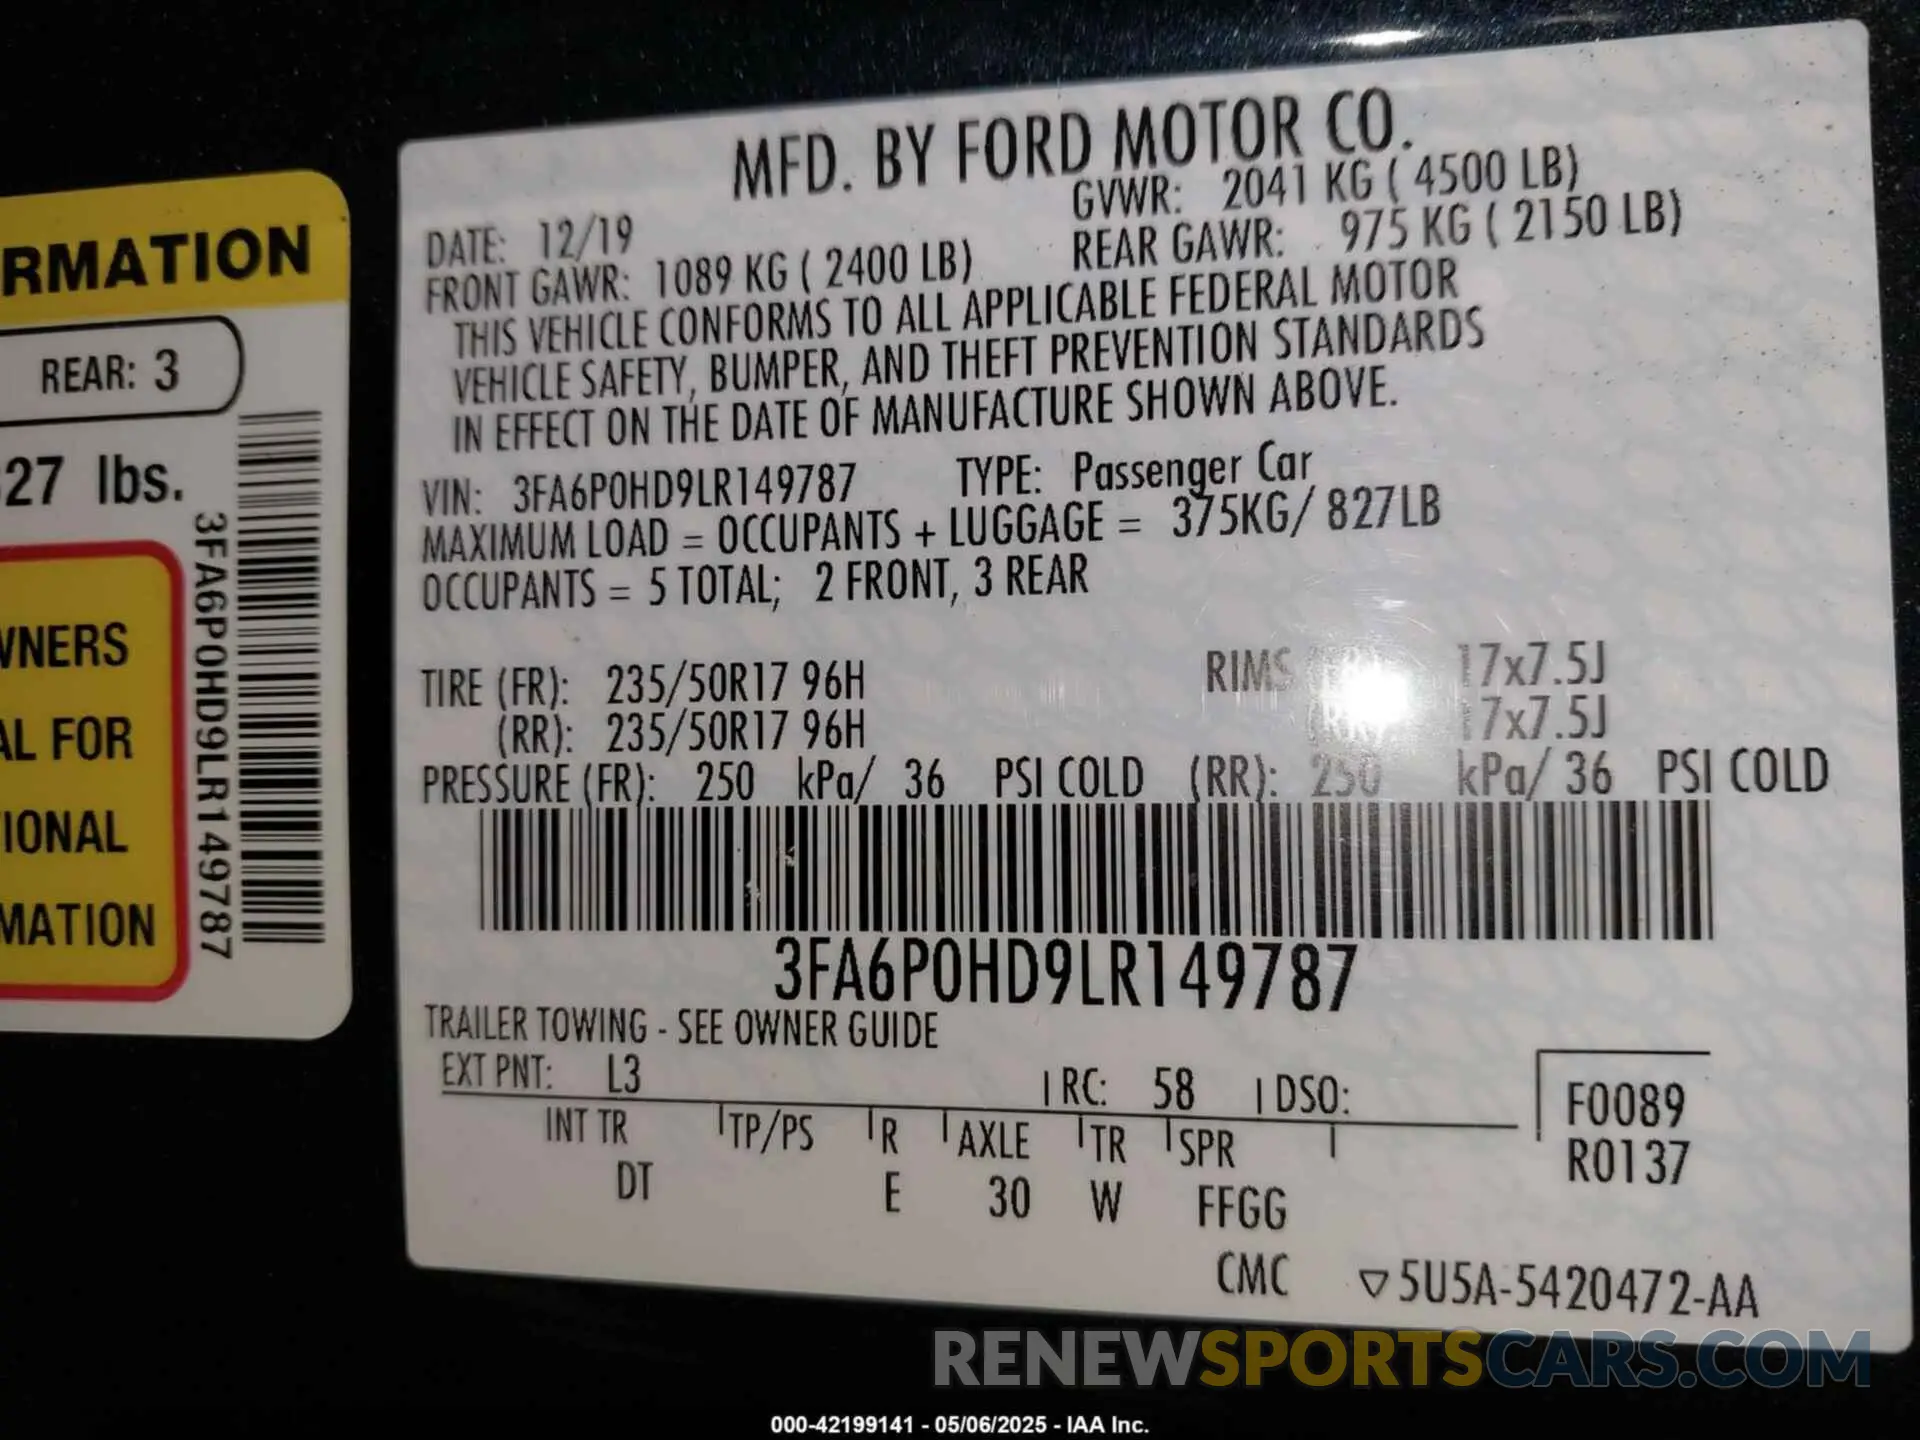 RMATION
REAR: 3
27 lbs.
WNERS
AL FOR
IONAL
MATION
3FA6P0HD9LR149787
MFD. BY FORD MOTOR CO.
DATE: 12/19 GVWR: 2041 KG ( 4500 LB)
FRONT GAWR: 1089 KG ( 2400 LB) REAR GAWR: 975 KG ( 2150 LB)
THIS VEHICLE CONFORMS TO ALL APPLICABLE FEDERAL MOTOR
VEHICLE SAFETY, BUMPER, AND THEFT PREVENTION STANDARDS
IN EFFECT ON THE DATE OF MANUFACTURE SHOWN ABOVE.
VIN: 3FA6P0HD9LR149787 TYPE: Passenger Car
MAXIMUM LOAD = OCCUPANTS + LUGGAGE = 375KG/ 827LB
OCCUPANTS = 5 TOTAL; 2 FRONT, 3 REAR
TIRE (FR): 235/50R17 96H RIMS 17x7.5J
(RR): 235/50R17 96H 17x7.5J
PRESSURE (FR): 250 kPa/ 36 PSI COLD (RR): 250 kPa/ 36 PSI COLD
3FA6P0HD9LR149787
TRAILER TOWING - SEE OWNER GUIDE
EXT PNT: L3 RC: 58 DSO: F0089
INT TR TP/PS R AXLE TR SPR R0137
DT E 30 W FFGG
CMC ▽5U5A-5420472-AA
RENEWSPORTSCARS.COM
000-42199141 - 05/06/2025 - IAA Inc.